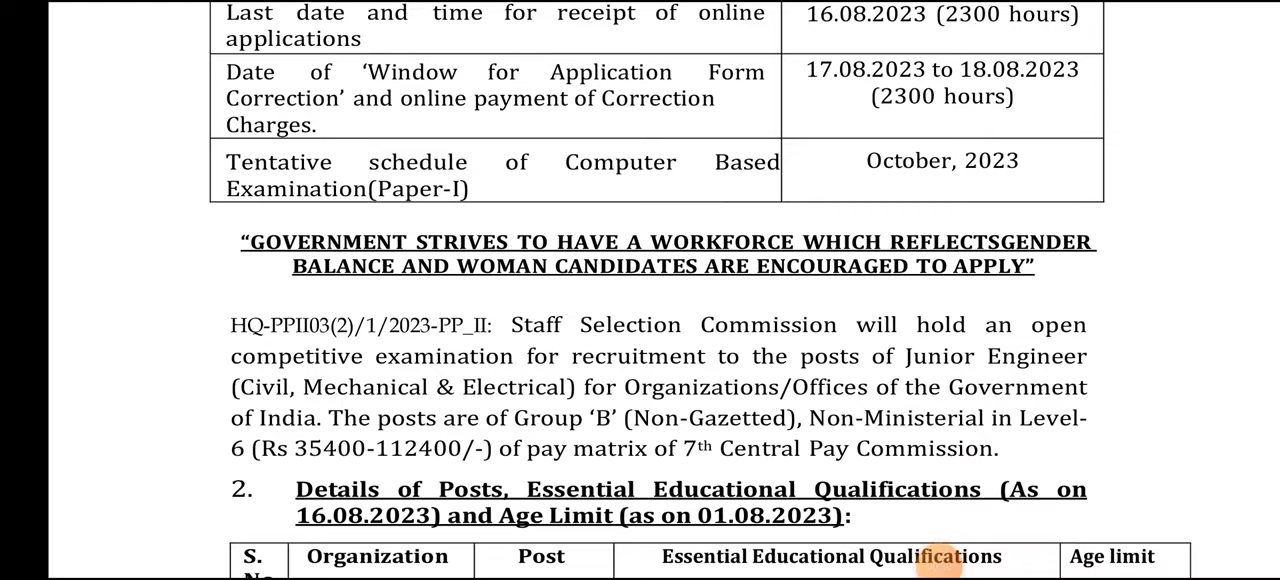 Last date and time for receipt of online
applications
16.08.2023 (2300 hours)
Date of ‘Window for Application Form
Correction’ and online payment of Correction
Charges.
17.08.2023 to 18.08.2023
(2300 hours)
Tentative schedule of Computer Based
Examination(Paper-I)
October, 2023
“GOVERNMENT STRIVES TO HAVE A WORKFORCE WHICH REFLECTSGENDER
BALANCE AND WOMAN CANDIDATES ARE ENCOURAGED TO APPLY”
HQ-PPII03(2)/1/2023-PP_II: Staff Selection Commission will hold an open
competitive examination for recruitment to the posts of Junior Engineer
(Civil, Mechanical & Electrical) for Organizations/Offices of the Government
of India. The posts are of Group ‘B’ (Non-Gazetted), Non-Ministerial in Level-
6 (Rs 35400-112400/-) of pay matrix of 7th Central Pay Commission.
2. Details of Posts, Essential Educational Qualifications (As on
16.08.2023) and Age Limit (as on 01.08.2023):
S. Organization Post Essential Educational Qualifications Age limit